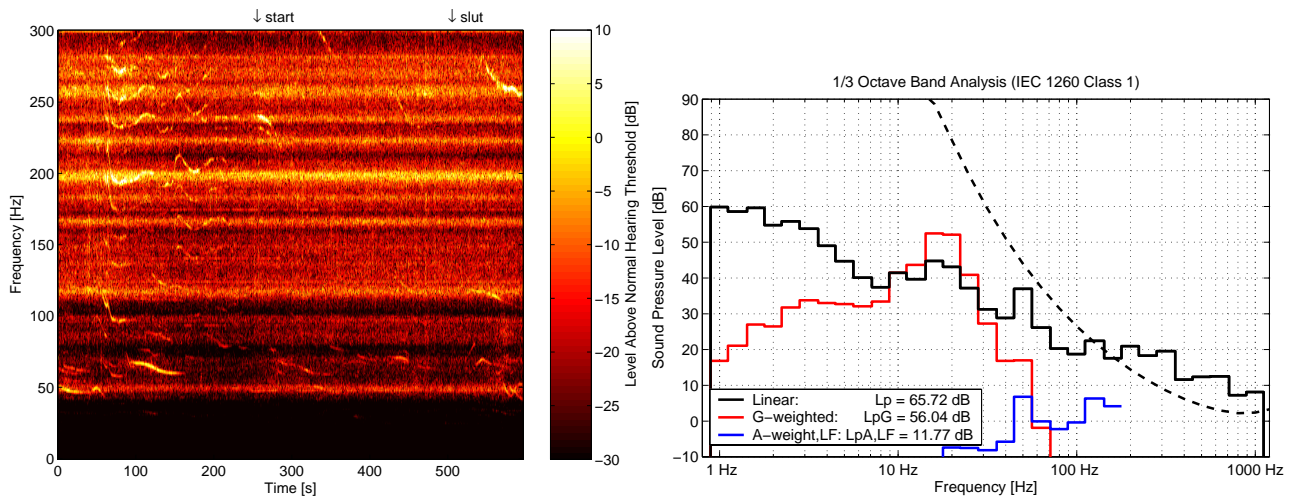 ↓ start
↓ slut
300
250
200
150
100
50
0
Frequency [Hz]
0
100
200
300
400
500
Time [s]
10
5
0
−5
−10
−15
−20
−25
−30
Level Above Normal Hearing Threshold [dB]
1/3 Octave Band Analysis (IEC 1260 Class 1)
90
80
70
60
50
40
30
20
10
0
−10
Sound Pressure Level [dB]
Linear: Lp = 65.72 dB
G−weighted: LpG = 56.04 dB
A−weight,LF: LpA,LF = 11.77 dB
1 Hz
10 Hz
100 Hz
1000 Hz
Frequency [Hz]